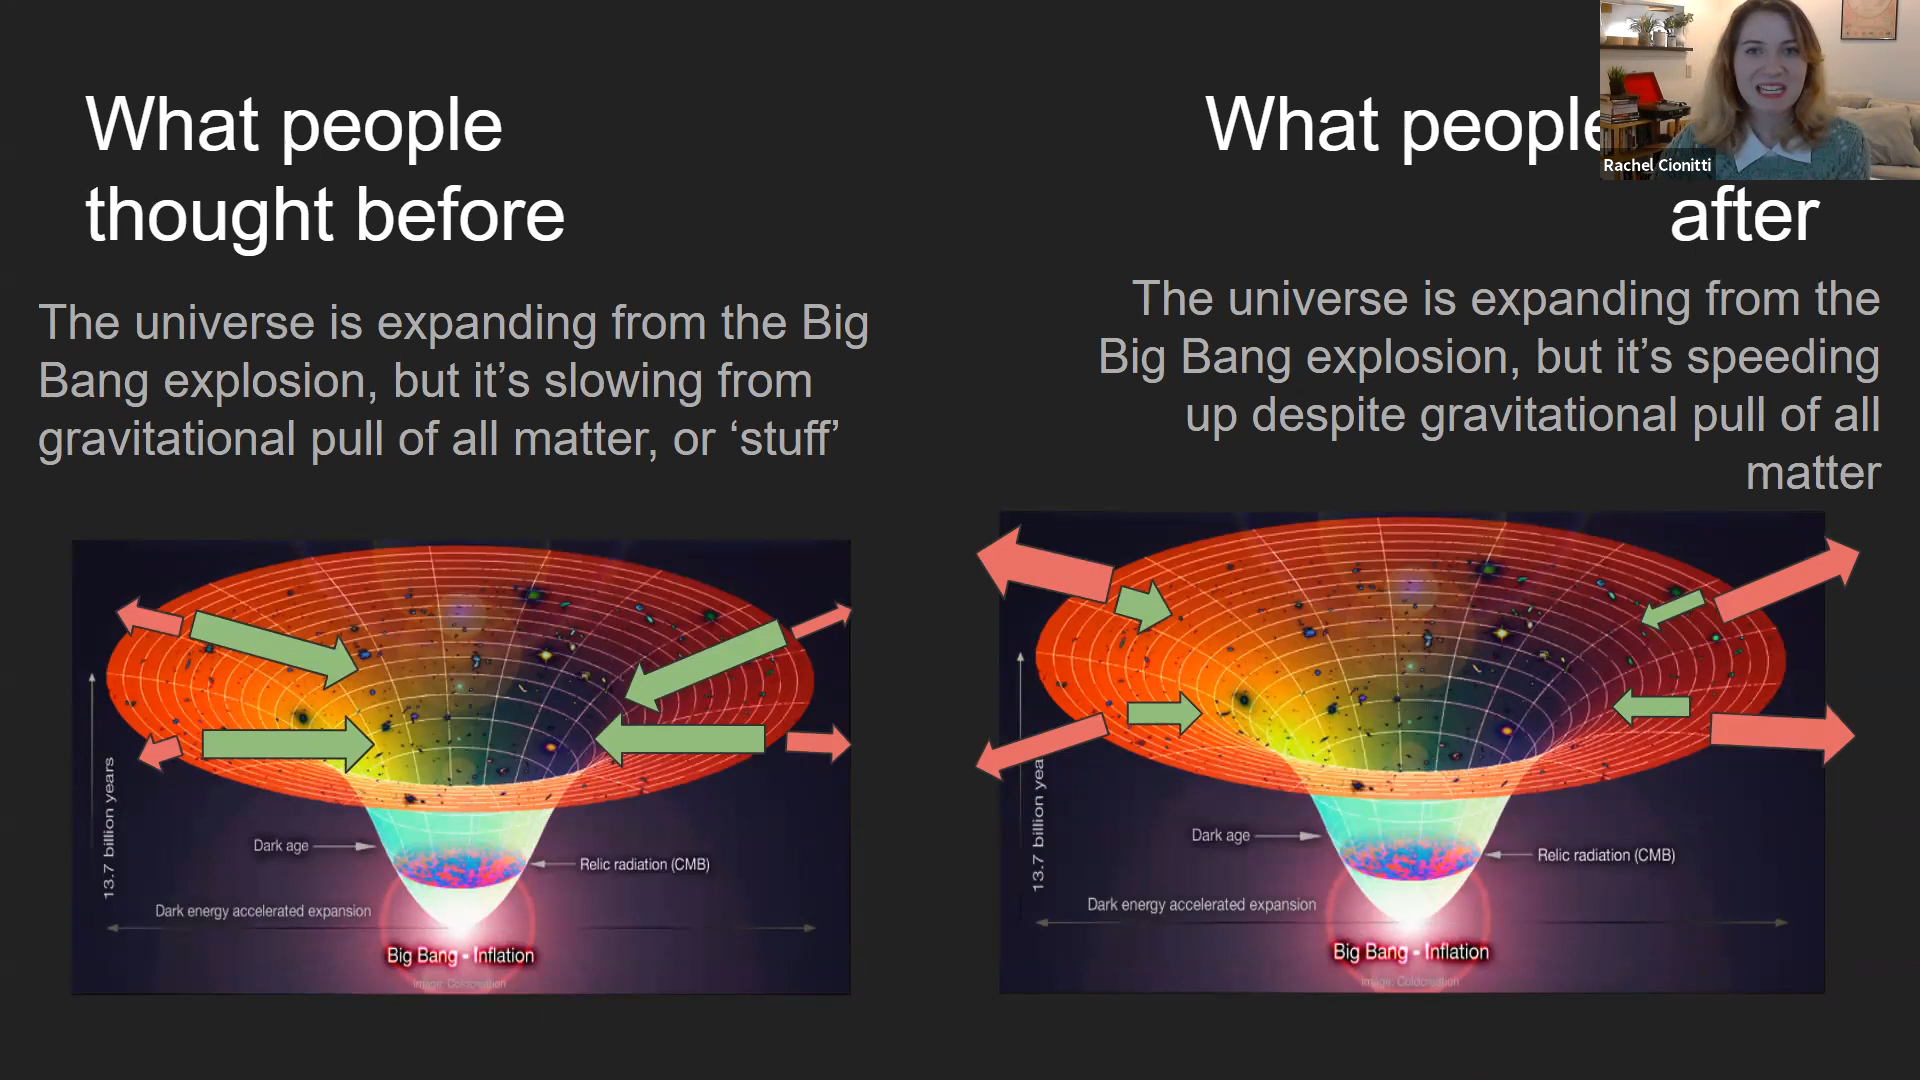 What people
thought before
The universe is expanding from the Big
Bang explosion, but it’s slowing from
gravitational pull of all matter, or ‘stuff’
13.7 billion years
Dark age
Relic radiation (CMB)
Dark energy accelerated expansion
Big Bang - Inflation
Image: Coldcreation
What people
after
Rachel Cionitti
The universe is expanding from the
Big Bang explosion, but it’s speeding
up despite gravitational pull of all
matter
13.7 billion yea
Dark age
Relic radiation (CMB)
Dark energy accelerated expansion
Big Bang - Inflation
Image: Coldcreation